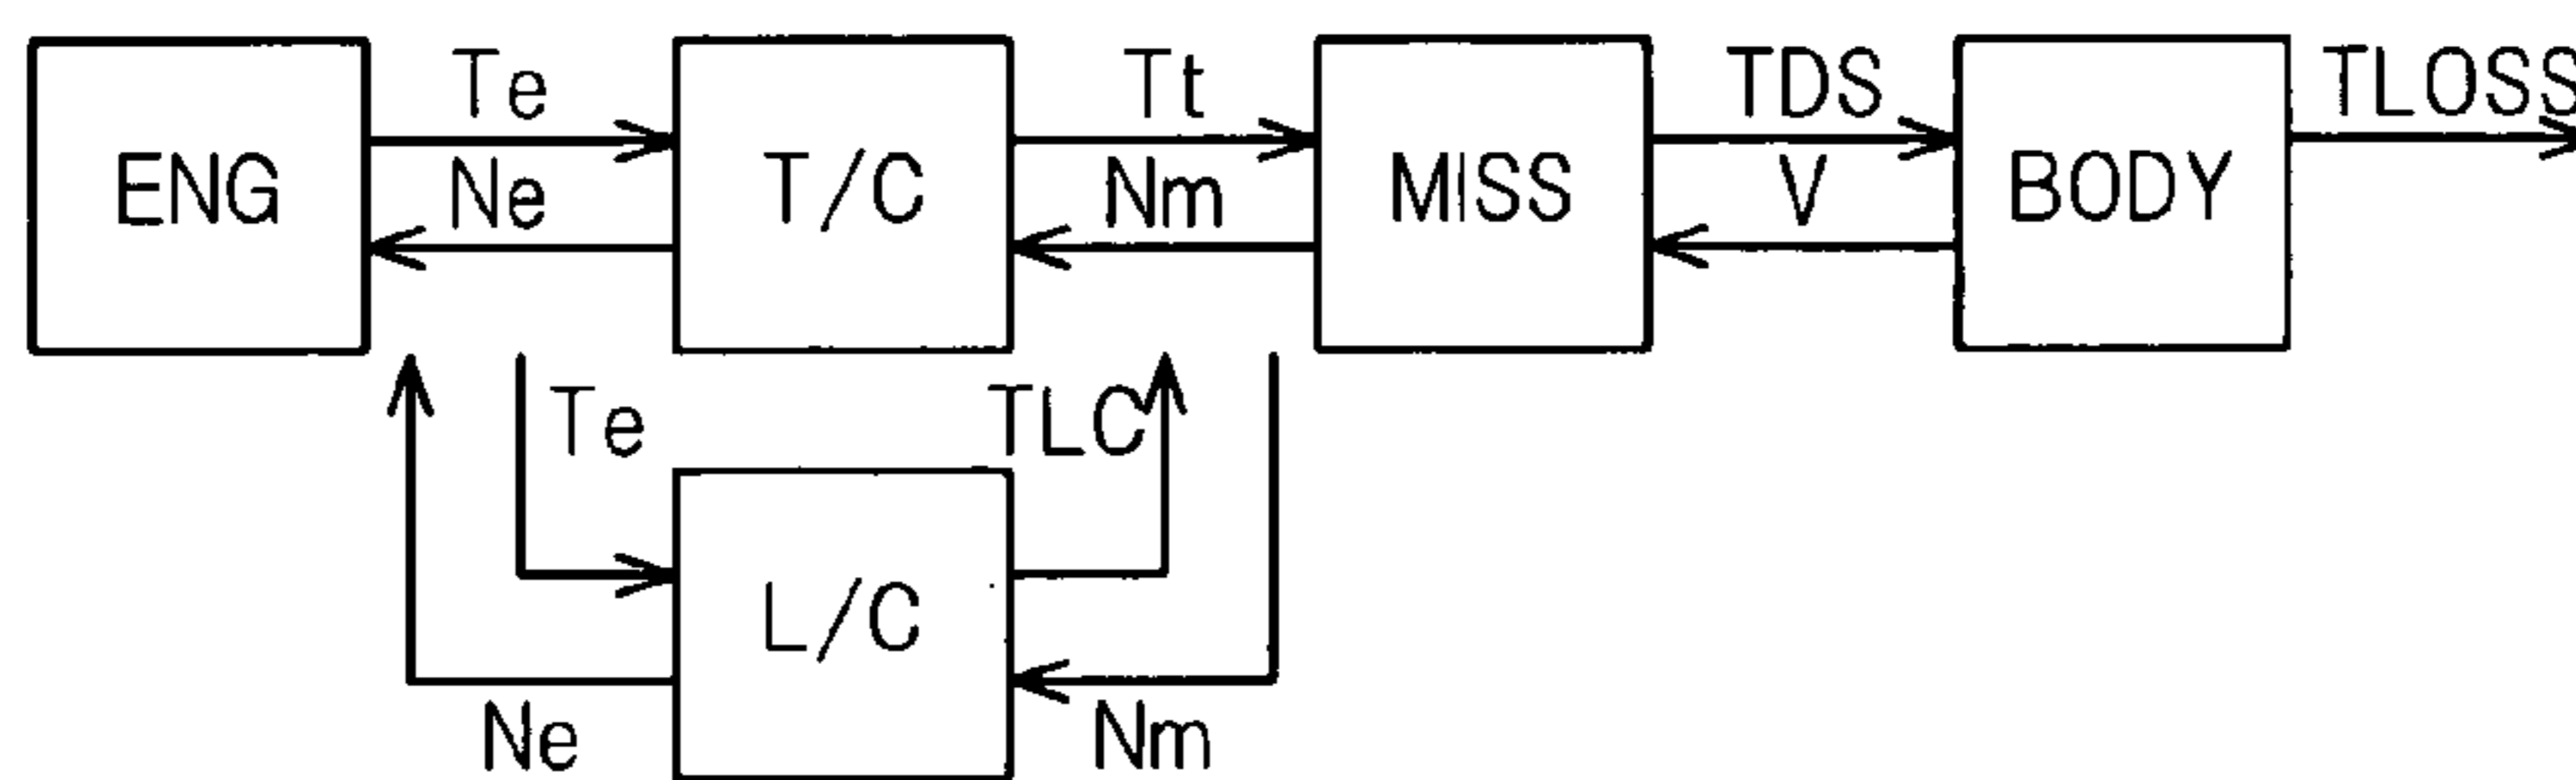 Te Tt TDS TLOSS
ENG Ne T/C Nm MISS V BODY
Te TLC
L/C
Ne Nm